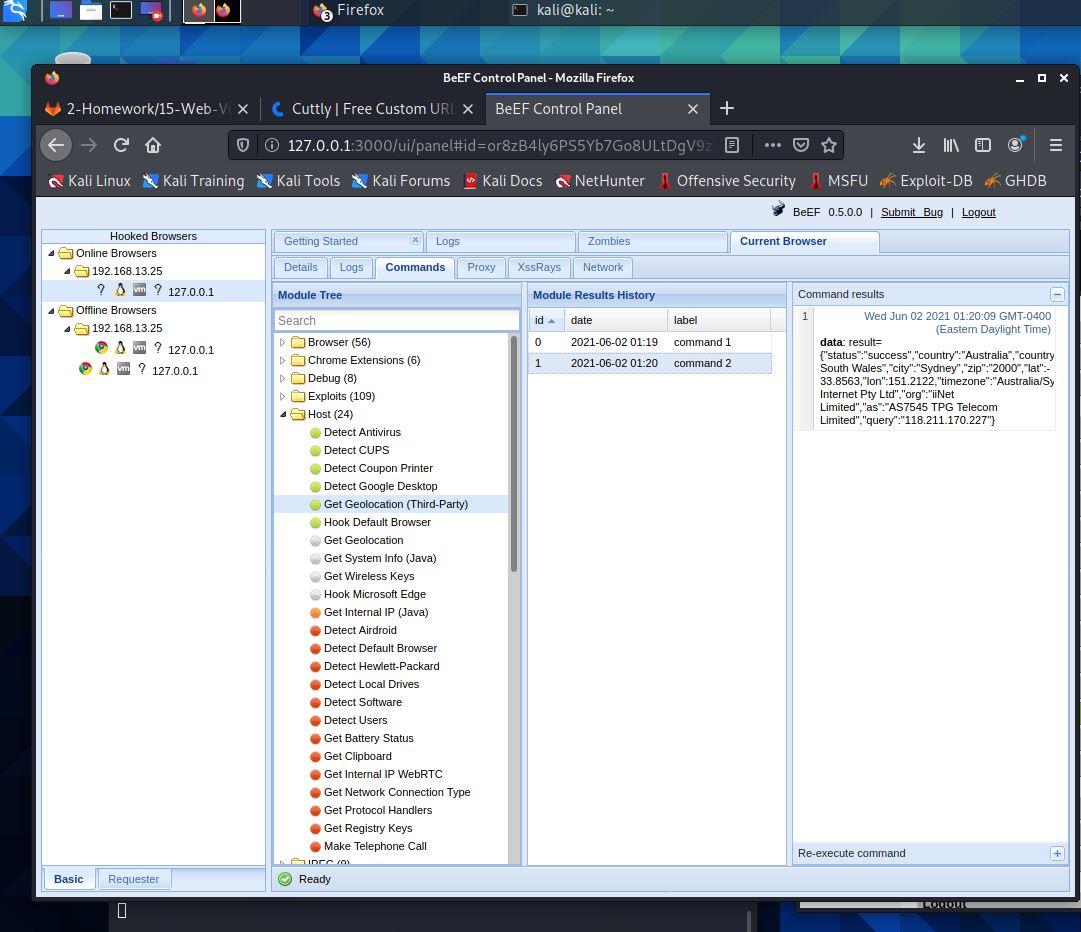 Firefox
3
kali@kali: ~
BeEF Control Panel - Mozilla Firefox
2-Homework/15-Web-Vu
Cuttly | Free Custom URL
BeEF Control Panel
127.0.0.1:3000/ui/panel#id=or8zB4ly6PS5Yb7Go8ULtDgV9z
Kali Linux
Kali Training
Kali Tools
Kali Forums
Kali Docs
NetHunter
Offensive Security
MSFU
Exploit-DB
GHDB
BeEF 0.5.0.0 | Submit Bug | Logout
Hooked Browsers
Online Browsers
192.168.13.25
? vm ? 127.0.0.1
Offline Browsers
192.168.13.25
vm ? 127.0.0.1
vm ? 127.0.0.1
Basic
Requester
Getting Started
Logs
Zombies
Current Browser
Details
Logs
Commands
Proxy
XssRays
Network
Module Tree
Search
Browser (56)
Chrome Extensions (6)
Debug (8)
Exploits (109)
Host (24)
Detect Antivirus
Detect CUPS
Detect Coupon Printer
Detect Google Desktop
Get Geolocation (Third-Party)
Hook Default Browser
Get Geolocation
Get System Info (Java)
Get Wireless Keys
Hook Microsoft Edge
Get Internal IP (Java)
Detect Airdroid
Detect Default Browser
Detect Hewlett-Packard
Detect Local Drives
Detect Software
Detect Users
Get Battery Status
Get Clipboard
Get Internal IP WebRTC
Get Network Connection Type
Get Protocol Handlers
Get Registry Keys
Make Telephone Call
IPEC (9)
Module Results History
id date label
0 2021-06-02 01:19 command 1
1 2021-06-02 01:20 command 2
Command results
1
Wed Jun 02 2021 01:20:09 GMT-0400
(Eastern Daylight Time)
data: result=
{"status":"success","country":"Australia","country
South Wales","city":"Sydney","zip":"2000","lat":-
33.8563,"lon":151.2122,"timezone":"Australia/Sy
Internet Pty Ltd","org":"iiNet
Limited","as":"AS7545 TPG Telecom
Limited","query":"118.211.170.227"}
Re-execute command
Ready
Logout